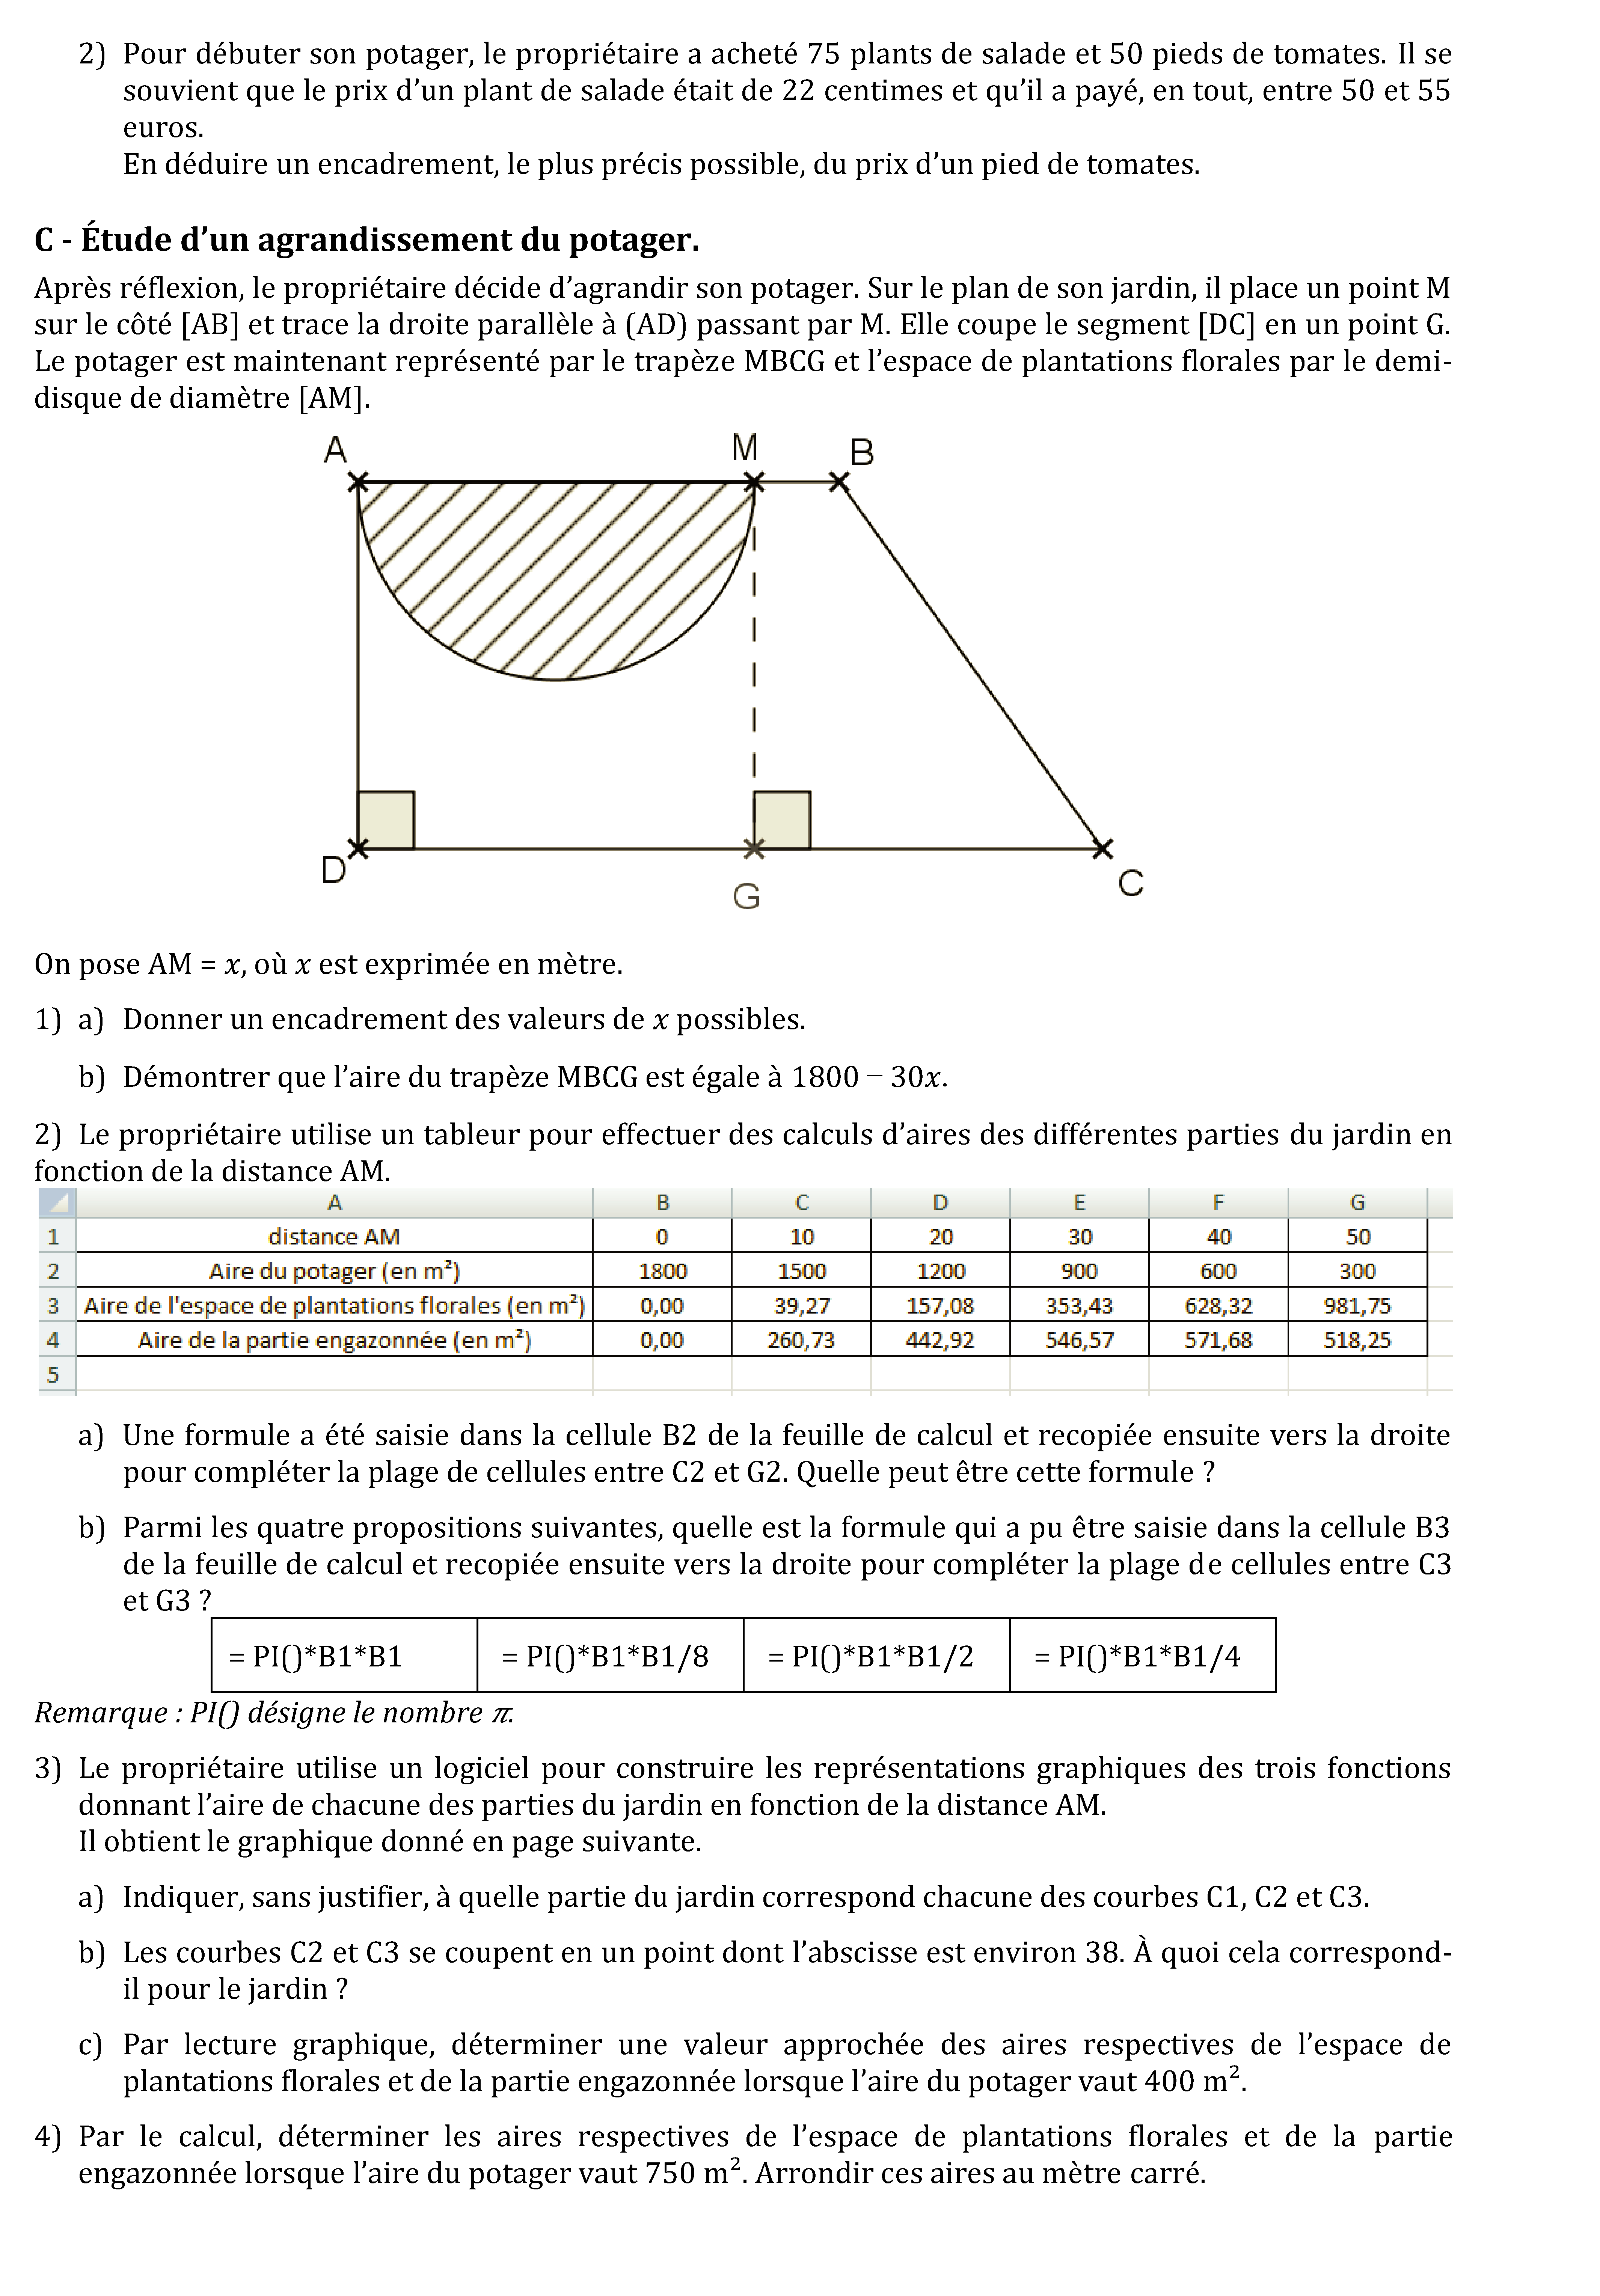 2) Pour débuter son potager, le propriétaire a acheté 75 plants de salade et 50 pieds de tomates. Il se
souvient que le prix d’un plant de salade était de 22 centimes et qu’il a payé, en tout, entre 50 et 55
euros.
En déduire un encadrement, le plus précis possible, du prix d’un pied de tomates.
C - Étude d’un agrandissement du potager.
Après réflexion, le propriétaire décide d’agrandir son potager. Sur le plan de son jardin, il place un point M
sur le côté [AB] et trace la droite parallèle à (AD) passant par M. Elle coupe le segment [DC] en un point G.
Le potager est maintenant représenté par le trapèze MBCG et l’espace de plantations florales par le demi-
disque de diamètre [AM].
A M B
D G C
On pose AM = x, où x est exprimée en mètre.
1) a) Donner un encadrement des valeurs de x possibles.
b) Démontrer que l’aire du trapèze MBCG est égale à 1800 – 30x.
2) Le propriétaire utilise un tableur pour effectuer des calculs d’aires des différentes parties du jardin en
fonction de la distance AM.
A B C D E F G
1 distance AM 0 10 20 30 40 50
2 Aire du potager (en m²) 1800 1500 1200 900 600 300
3 Aire de l'espace de plantations florales (en m²) 0,00 39,27 157,08 353,43 628,32 981,75
4 Aire de la partie engazonnée (en m²) 0,00 260,73 442,92 546,57 571,68 518,25
5
a) Une formule a été saisie dans la cellule B2 de la feuille de calcul et recopiée ensuite vers la droite
pour compléter la plage de cellules entre C2 et G2. Quelle peut être cette formule ?
b) Parmi les quatre propositions suivantes, quelle est la formule qui a pu être saisie dans la cellule B3
de la feuille de calcul et recopiée ensuite vers la droite pour compléter la plage de cellules entre C3
et G3 ?
= PI()*B1*B1 = PI()*B1*B1/8 = PI()*B1*B1/2 = PI()*B1*B1/4
Remarque : PI() désigne le nombre π.
3) Le propriétaire utilise un logiciel pour construire les représentations graphiques des trois fonctions
donnant l’aire de chacune des parties du jardin en fonction de la distance AM.
Il obtient le graphique donné en page suivante.
a) Indiquer, sans justifier, à quelle partie du jardin correspond chacune des courbes C1, C2 et C3.
b) Les courbes C2 et C3 se coupent en un point dont l’abscisse est environ 38. À quoi cela correspond-
il pour le jardin ?
c) Par lecture graphique, déterminer une valeur approchée des aires respectives de l’espace de
plantations florales et de la partie engazonnée lorsque l’aire du potager vaut 400 m².
4) Par le calcul, déterminer les aires respectives de l’espace de plantations florales et de la partie
engazonnée lorsque l’aire du potager vaut 750 m². Arrondir ces aires au mètre carré.